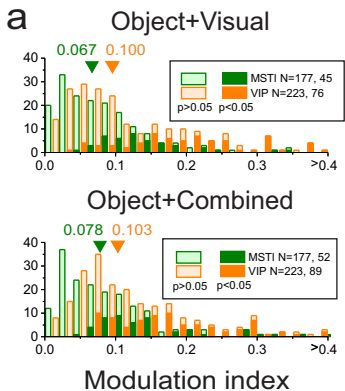 a
Object+Visual
0.067 0.100
40
30
20
10
0
MSTI N=177, 45
VIP N=223, 76
p>0.05 p<0.05
0.0 0.1 0.2 0.3 >0.4
Object+Combined
0.078 0.103
40
30
20
10
0
MSTI N=177, 52
VIP N=223, 89
p>0.05 p<0.05
0.0 0.1 0.2 0.3 >0.4
Modulation index